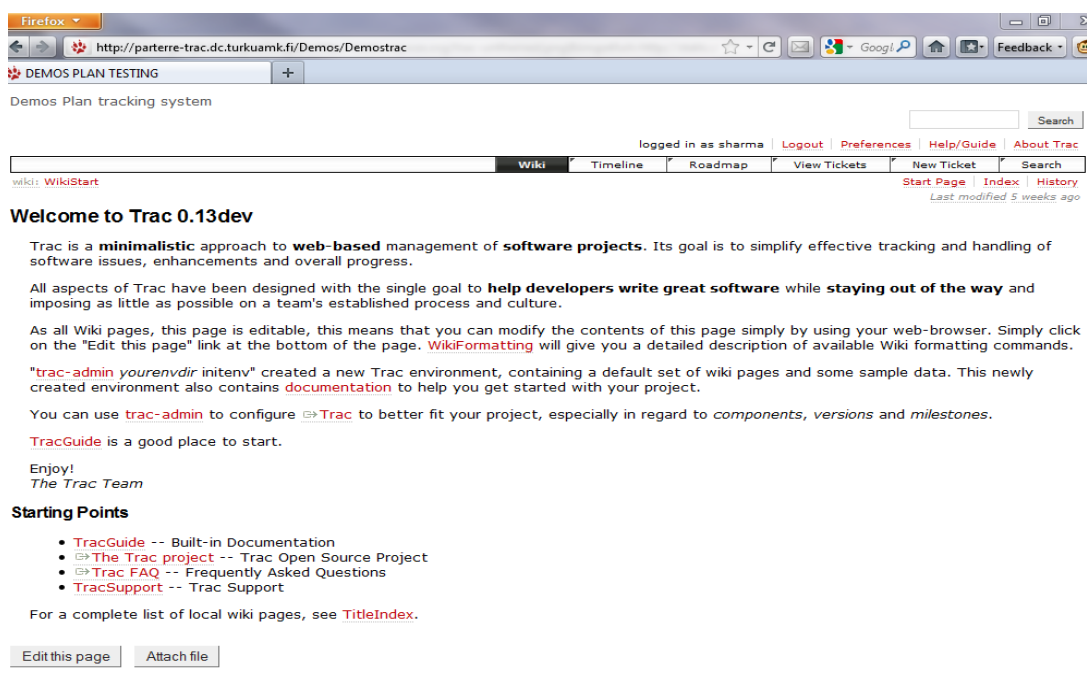 Firefox
http://parterre-trac.dc.turkuamk.fi/Demos/Demostrac
Googl
Feedback
DEMOS PLAN TESTING
Demos Plan tracking system
Search
logged in as sharma Logout Preferences Help/Guide About Trac
Wiki Timeline Roadmap View Tickets New Ticket Search
wiki: WikiStart Start Page Index History
Last modified 5 weeks ago
Welcome to Trac 0.13dev
Trac is a minimalistic approach to web-based management of software projects. Its goal is to simplify effective tracking and handling of
software issues, enhancements and overall progress.
All aspects of Trac have been designed with the single goal to help developers write great software while staying out of the way and
imposing as little as possible on a team's established process and culture.
As all Wiki pages, this page is editable, this means that you can modify the contents of this page simply by using your web-browser. Simply click
on the "Edit this page" link at the bottom of the page. WikiFormatting will give you a detailed description of available Wiki formatting commands.
"trac-admin yourenvdir initenv" created a new Trac environment, containing a default set of wiki pages and some sample data. This newly
created environment also contains documentation to help you get started with your project.
You can use trac-admin to configure Trac to better fit your project, especially in regard to components, versions and milestones.
TracGuide is a good place to start.
Enjoy!
The Trac Team
Starting Points
• TracGuide -- Built-in Documentation
• The Trac project -- Trac Open Source Project
• Trac FAQ -- Frequently Asked Questions
• TracSupport -- Trac Support
For a complete list of local wiki pages, see TitleIndex.
Edit this page Attach file